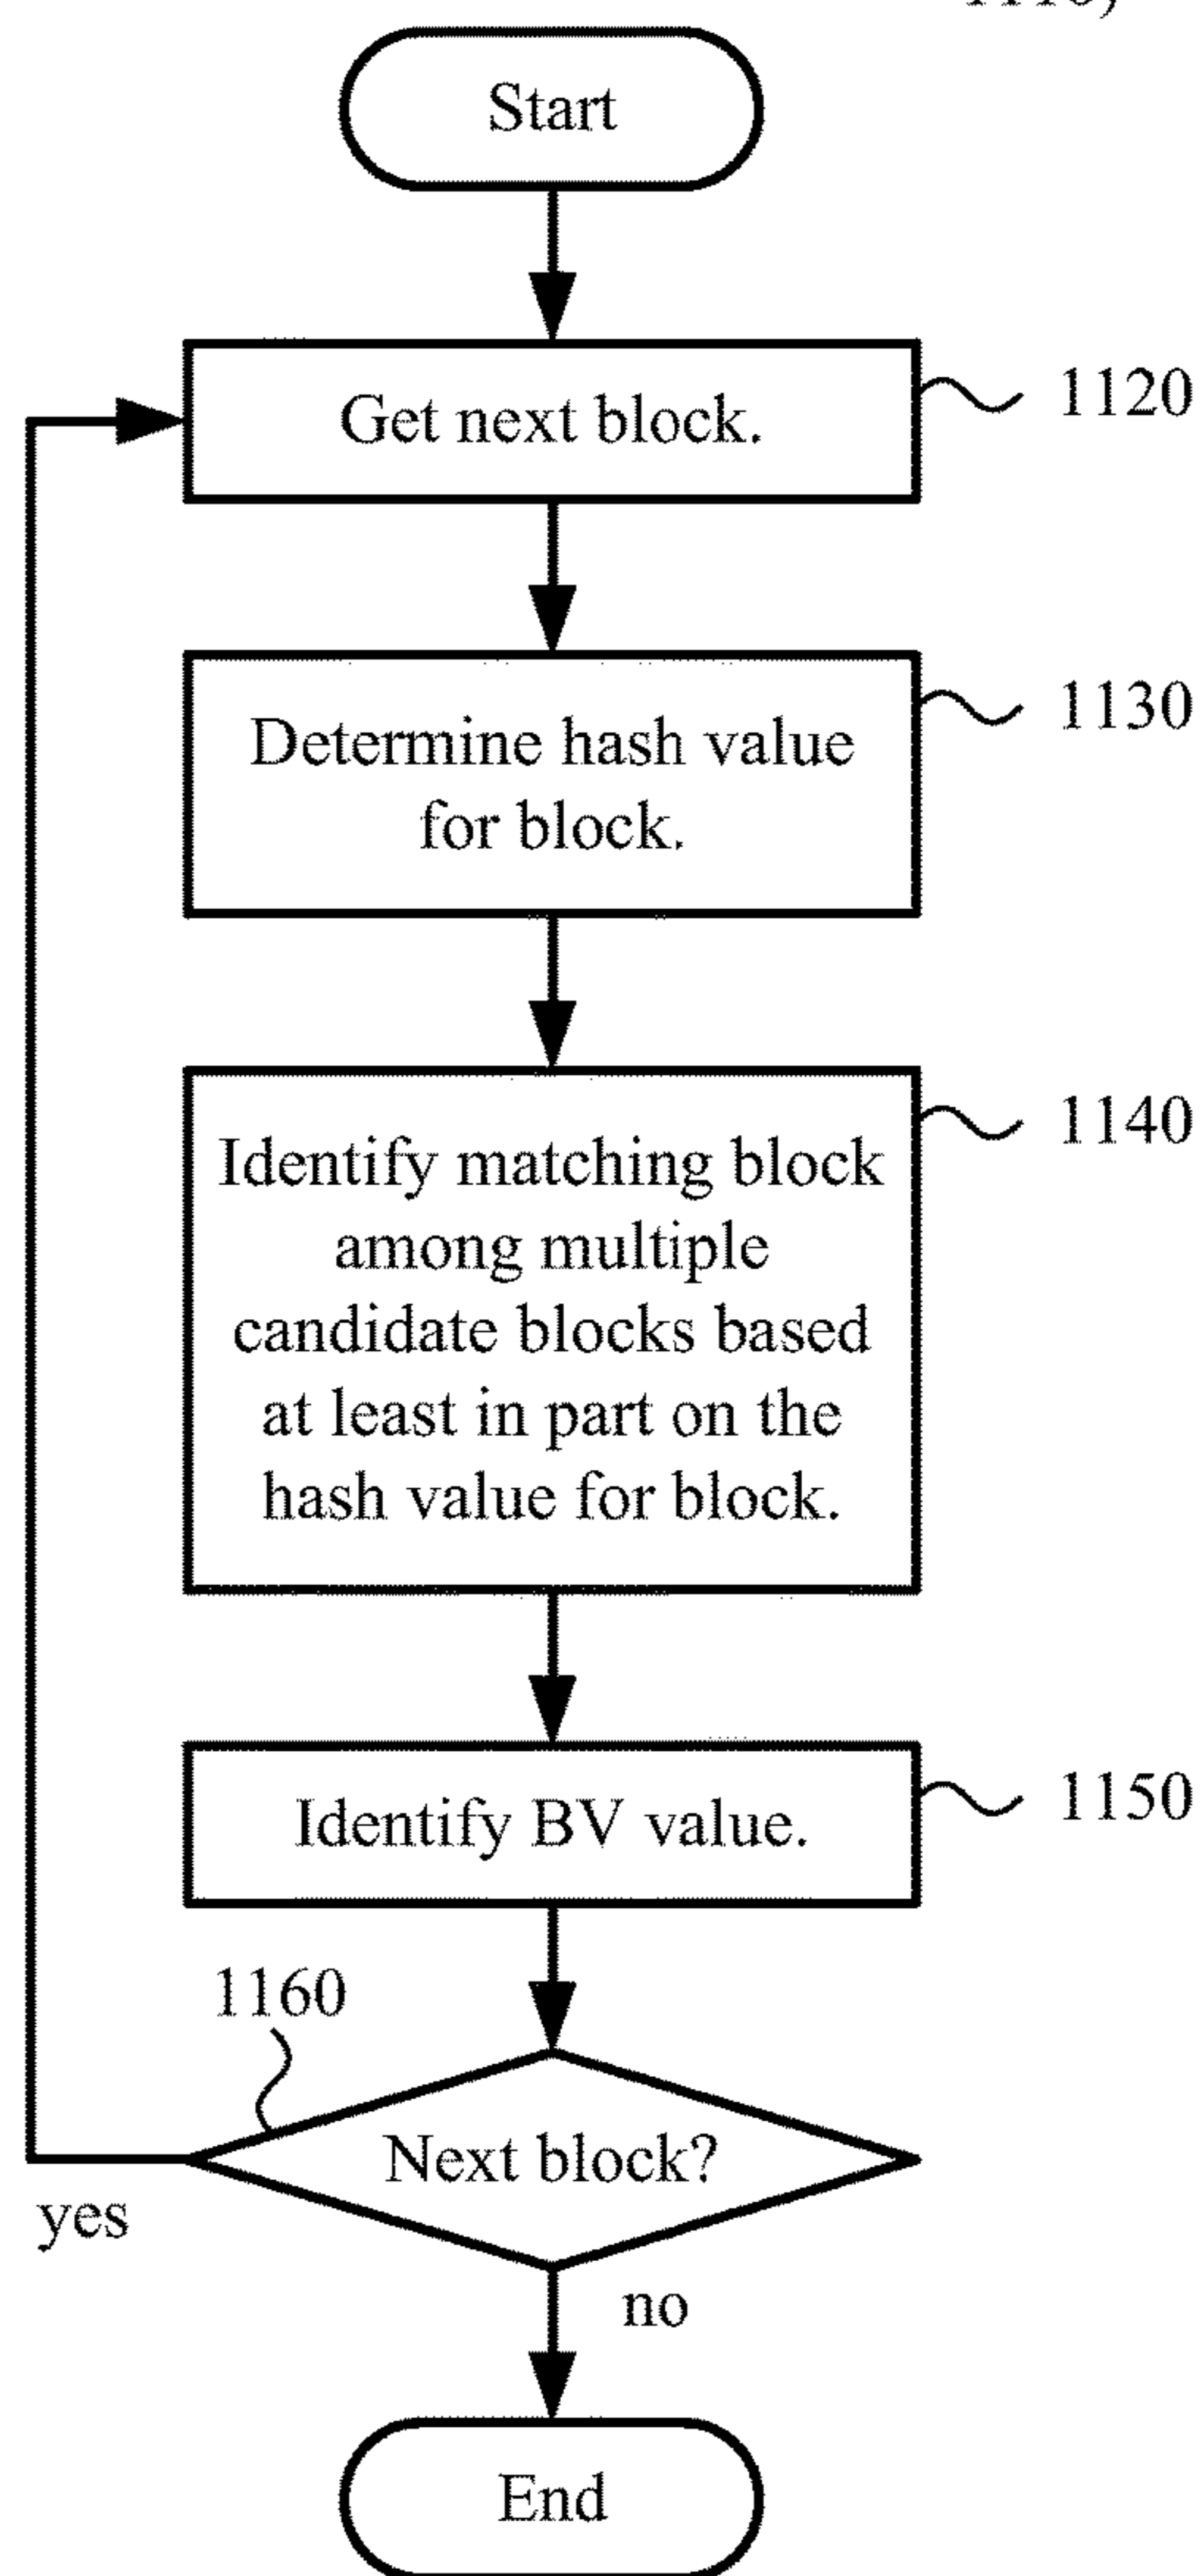 Start
Get next block.
1120
Determine hash value
for block.
1130
Identify matching block
among multiple
candidate blocks based
at least in part on the
hash value for block.
1140
Identify BV value.
1150
1160
Next block?
yes
no
End